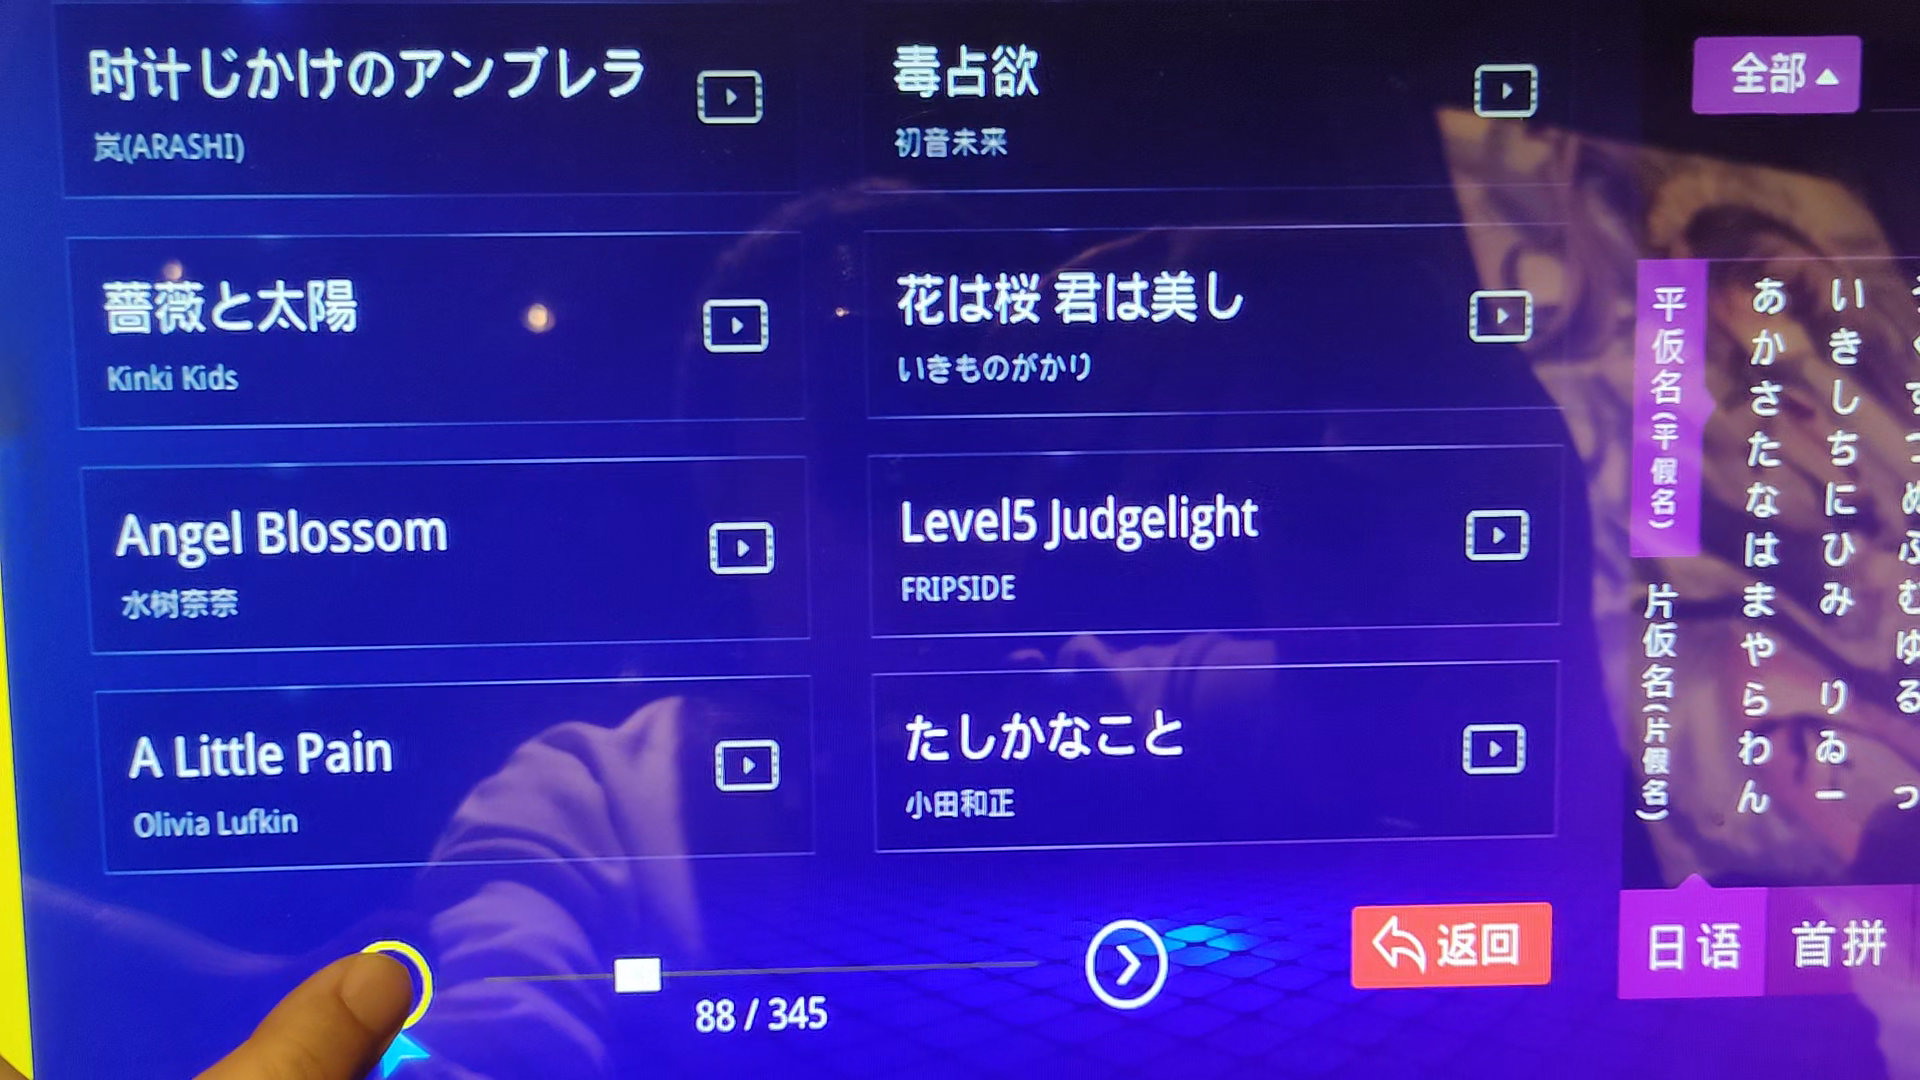 时计じかけのアンブレラ
岚(ARASHI)
毒占欲
初音未来
薔薇と太陽
Kinki Kids
花は桜 君は美し
いきものがかり
Angel Blossom
水树奈奈
Level5 Judgelight
FRIPSIDE
A Little Pain
Olivia Lufkin
たしかなこと
小田和正
88 / 345
返回
全部
平仮名(平假名)
片仮名(片假名)
あかさたなはまやらわん
いきしちにひみ りゐー
日语
首拼